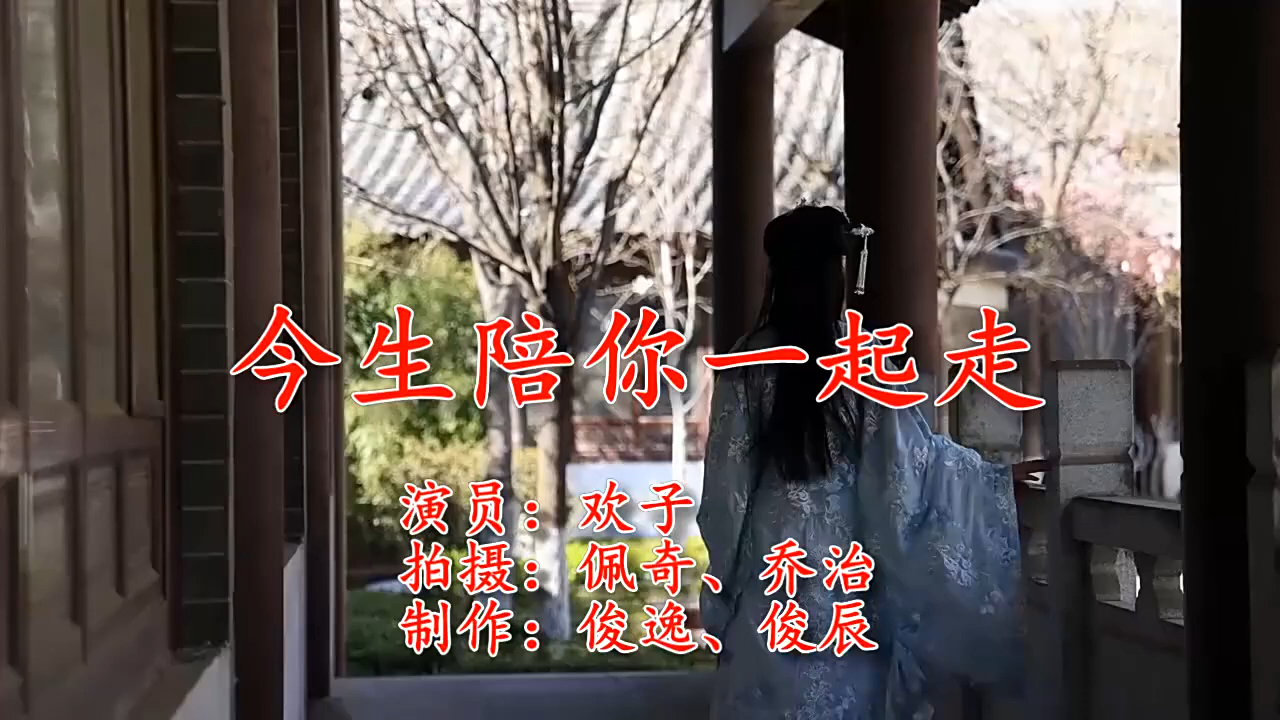 今生陪你一起走
演员：欢子
拍摄：佩奇、乔治
制作：俊逸、俊辰